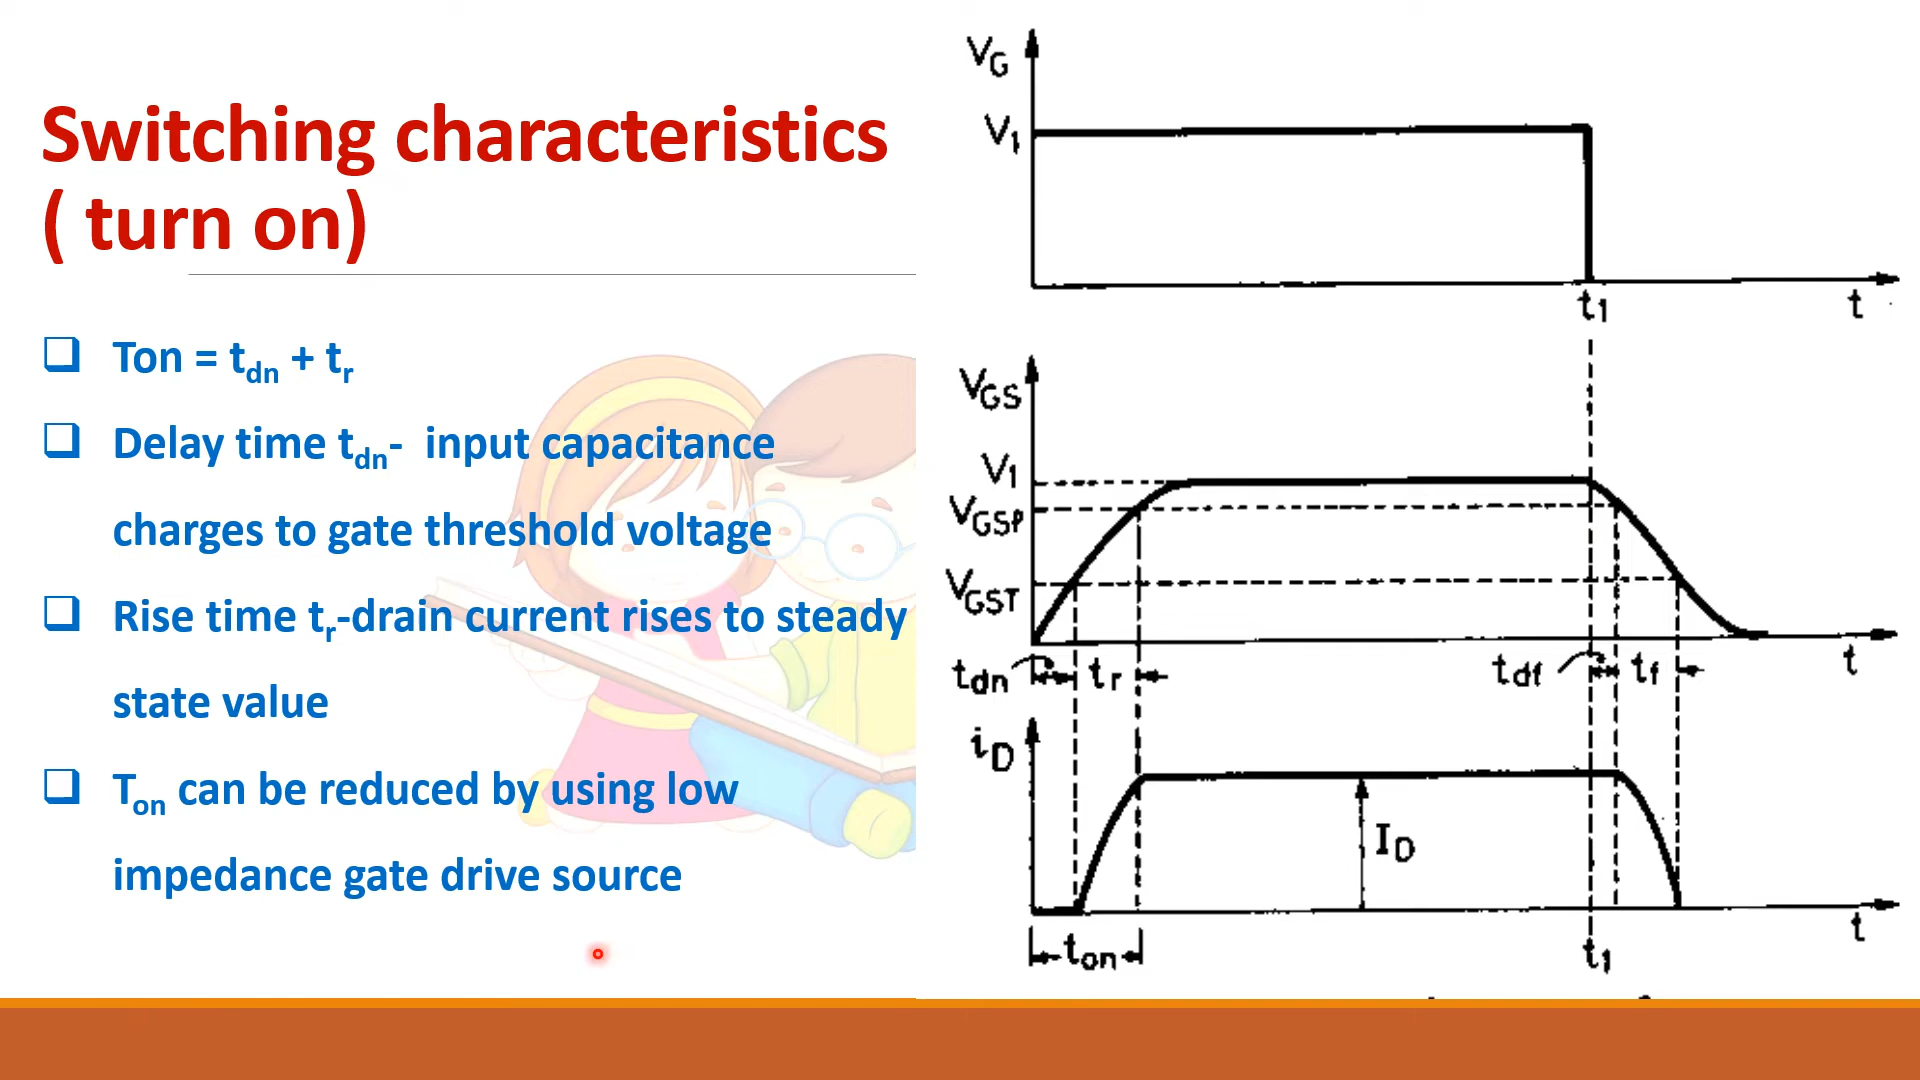 Switching characteristics
( turn on)
❑ Ton = tdn + tr
❑ Delay time tdn- input capacitance
charges to gate threshold voltage
❑ Rise time tr-drain current rises to steady
state value
❑ Ton can be reduced by using low
impedance gate drive source
VG
V1
t1
t
VGS
V1
VGSP
VGST
tdn
tr
tdf
tf
t
iD
ID
t
ton
t1